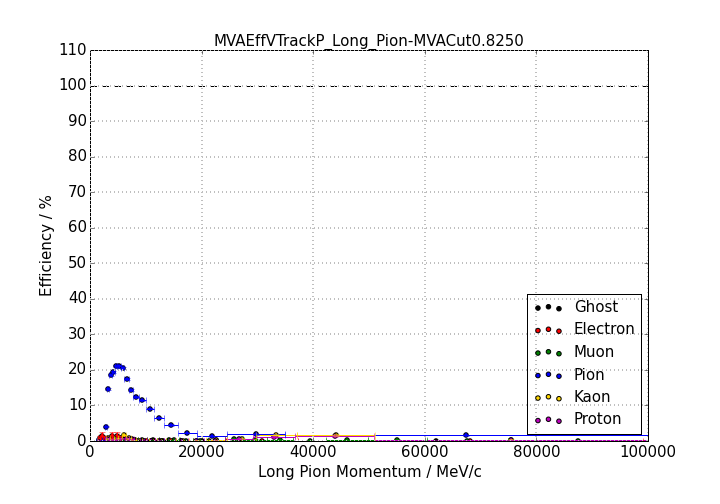 MVAEffVTrackP_Long_Pion-MVACut0.8250
110
100
90
80
70
60
50
40
30
20
10
0
Efficiency / %
Ghost
Electron
Muon
Pion
Kaon
Proton
0 20000 40000 60000 80000 100000
Long Pion Momentum / MeV/c